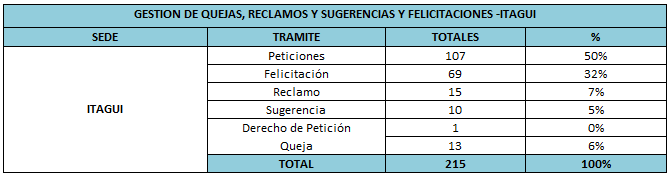 GESTION DE QUEJAS, RECLAMOS Y SUGERENCIAS Y FELICITACIONES -ITAGUI
SEDE TRAMITE TOTALES %
Peticiones 107 50%
Felicitación 69 32%
Reclamo 15 7%
ITAGUI Sugerencia 10 5%
Derecho de Petición 1 0%
Queja 13 6%
TOTAL 215 100%